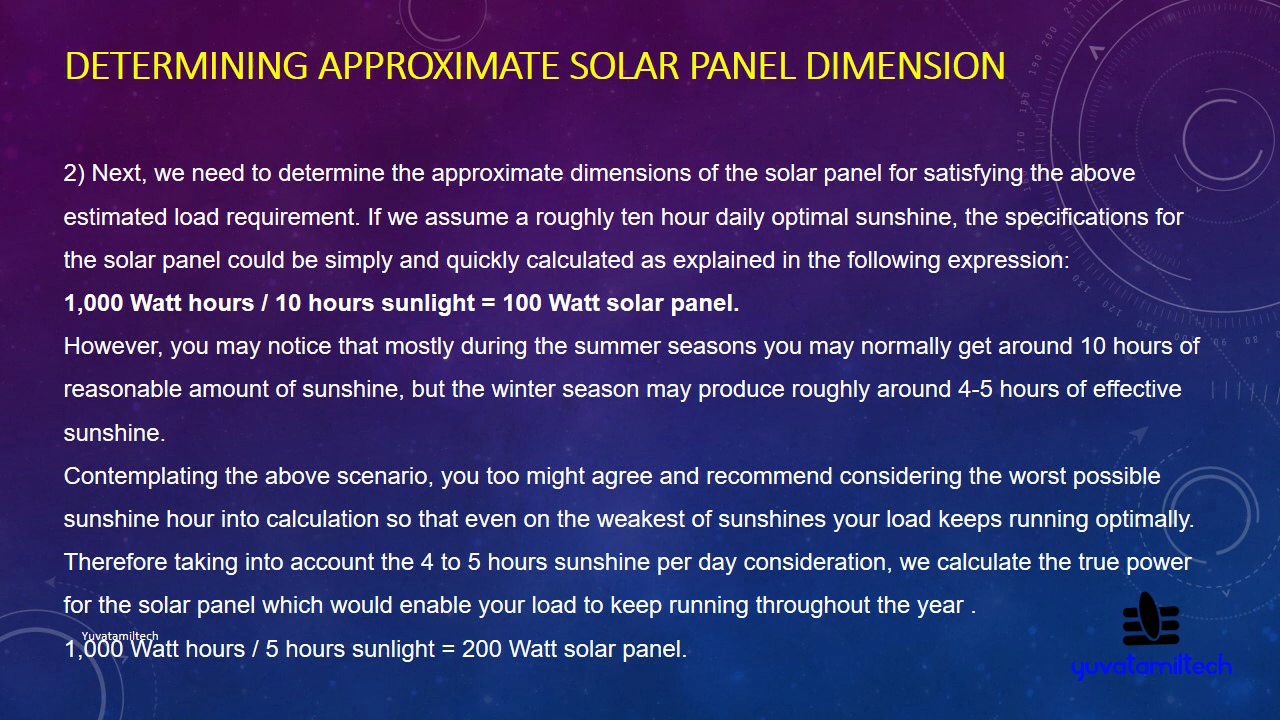 DETERMINING APPROXIMATE SOLAR PANEL DIMENSION
2) Next, we need to determine the approximate dimensions of the solar panel for satisfying the above
estimated load requirement. If we assume a roughly ten hour daily optimal sunshine, the specifications for
the solar panel could be simply and quickly calculated as explained in the following expression:
1,000 Watt hours / 10 hours sunlight = 100 Watt solar panel.
However, you may notice that mostly during the summer seasons you may normally get around 10 hours of
reasonable amount of sunshine, but the winter season may produce roughly around 4-5 hours of effective
sunshine.
Contemplating the above scenario, you too might agree and recommend considering the worst possible
sunshine hour into calculation so that even on the weakest of sunshines your load keeps running optimally.
Therefore taking into account the 4 to 5 hours sunshine per day consideration, we calculate the true power
for the solar panel which would enable your load to keep running throughout the year .
Yuvatamiltech
1,000 Watt hours / 5 hours sunlight = 200 Watt solar panel.
yuvatamiltech